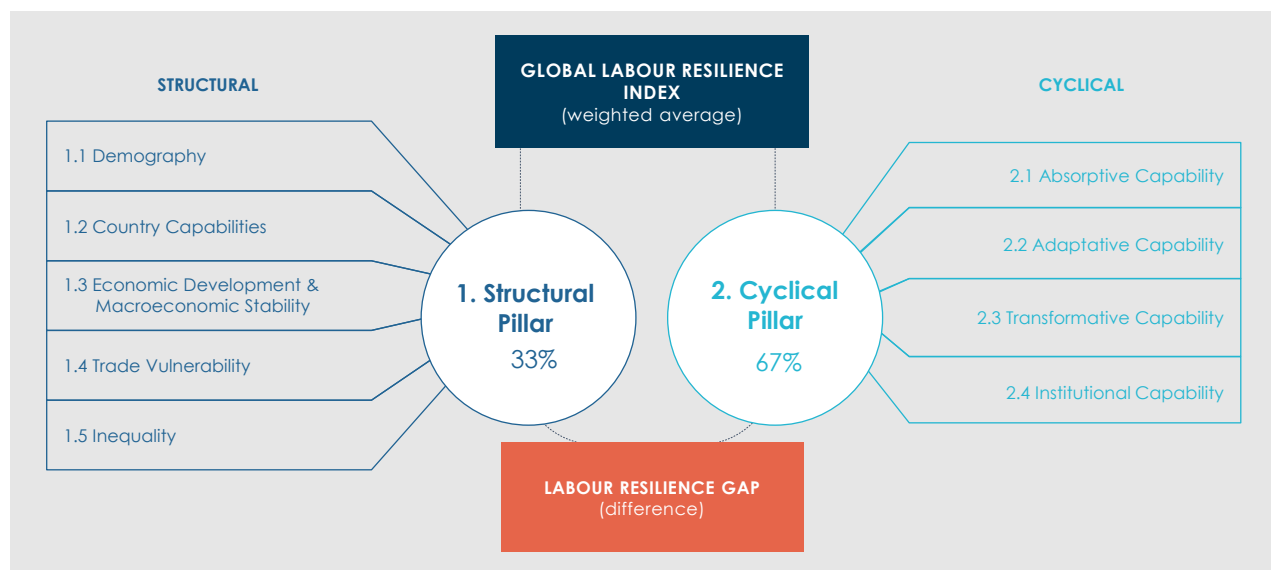 GLOBAL LABOUR RESILIENCE
INDEX
(weighted average)
STRUCTURAL
1.1 Demography
1.2 Country Capabilities
1.3 Economic Development &
Macroeconomic Stability
1.4 Trade Vulnerability
1.5 Inequality
1. Structural
Pillar
33%
2. Cyclical
Pillar
67%
CYCLICAL
2.1 Absorptive Capability
2.2 Adaptative Capability
2.3 Transformative Capability
2.4 Institutional Capability
LABOUR RESILIENCE GAP
(difference)